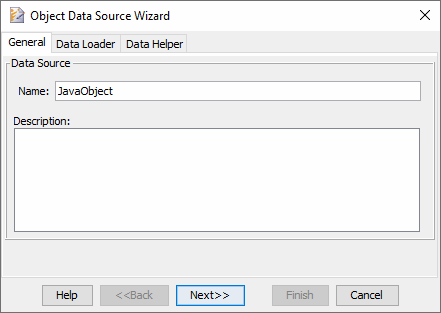 Object Data Source Wizard
General Data Loader Data Helper
Data Source
Name: JavaObject
Description:
Help <<Back Next>> Finish Cancel